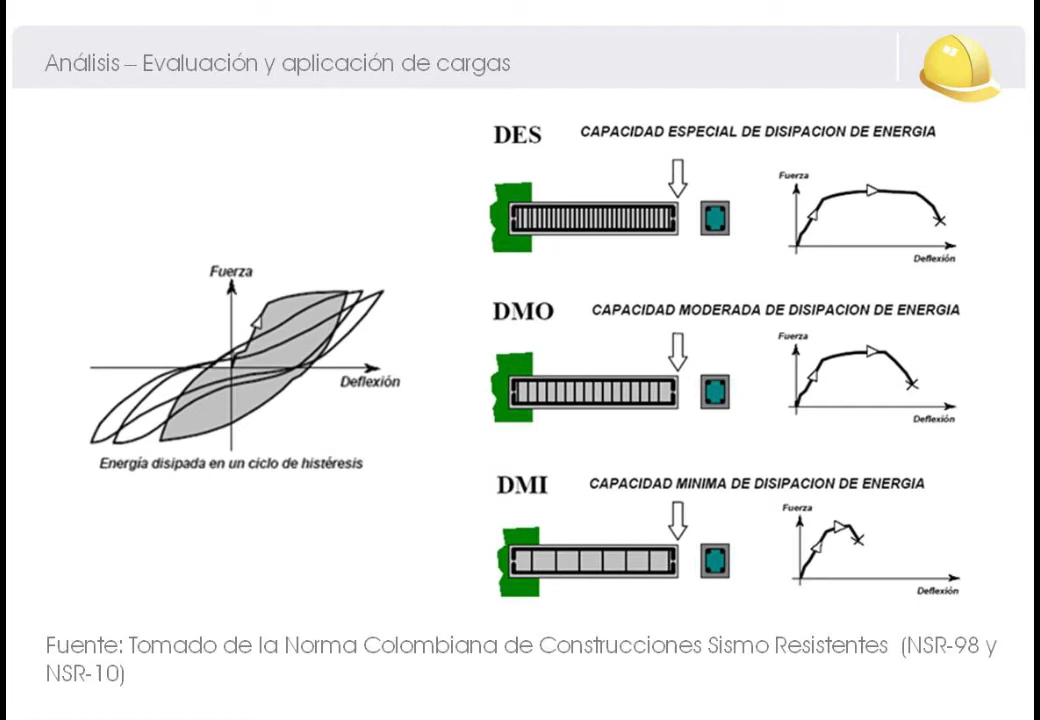 Análisis – Evaluación y aplicación de cargas
DES CAPACIDAD ESPECIAL DE DISIPACION DE ENERGIA
Fuerza
Deflexión
Fuerza
Deflexión
Energía disipada en un ciclo de histéresis
DMO CAPACIDAD MODERADA DE DISIPACION DE ENERGIA
Fuerza
Deflexión
DMI CAPACIDAD MINIMA DE DISIPACION DE ENERGIA
Fuerza
Deflexión
Fuente: Tomado de la Norma Colombiana de Construcciones Sismo Resistentes (NSR-98 y
NSR-10)